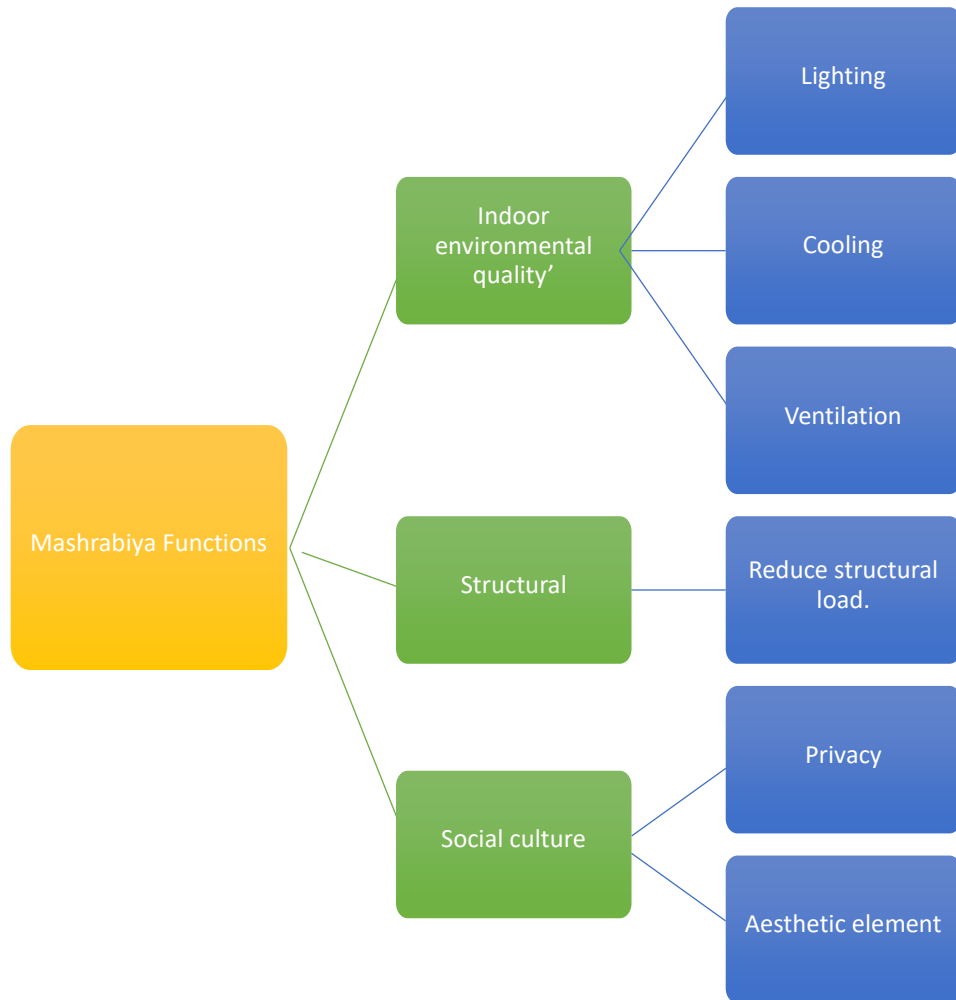 Mashrabiya Functions
Indoor
environmental
quality’
Lighting
Cooling
Ventilation
Structural
Reduce structural
load.
Social culture
Privacy
Aesthetic element